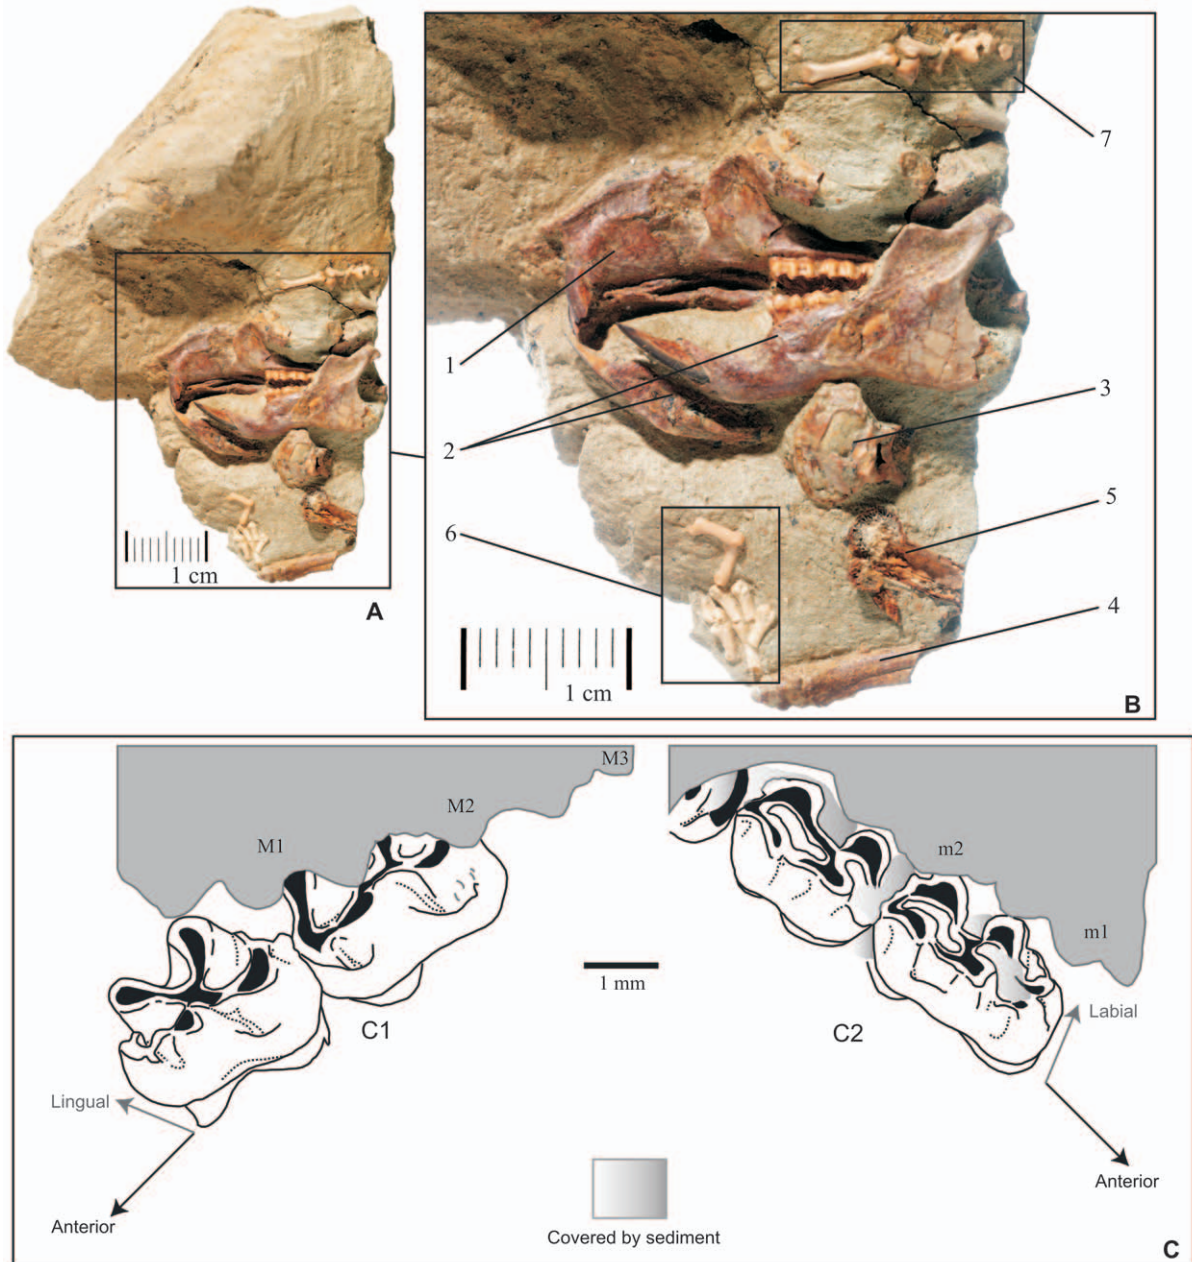 7
1
2
3
5
6
4
1 cm
A
1 cm
B
M3
M2
M1
m2
m1
1 mm
C1
C2
Labial
Lingual
Anterior
Anterior
Covered by sediment
C